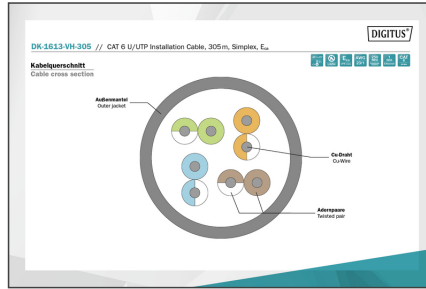 DIGITUS®
DK-1613-VH-305 // CAT 6 U/UTP Installation Cable, 305 m, Simplex, Eca
Kabelquerschnitt
Cable cross section
Außenmantel
Outer jacket
Cu-Draht
Cu-Wire
Adernpaare
Twisted pair